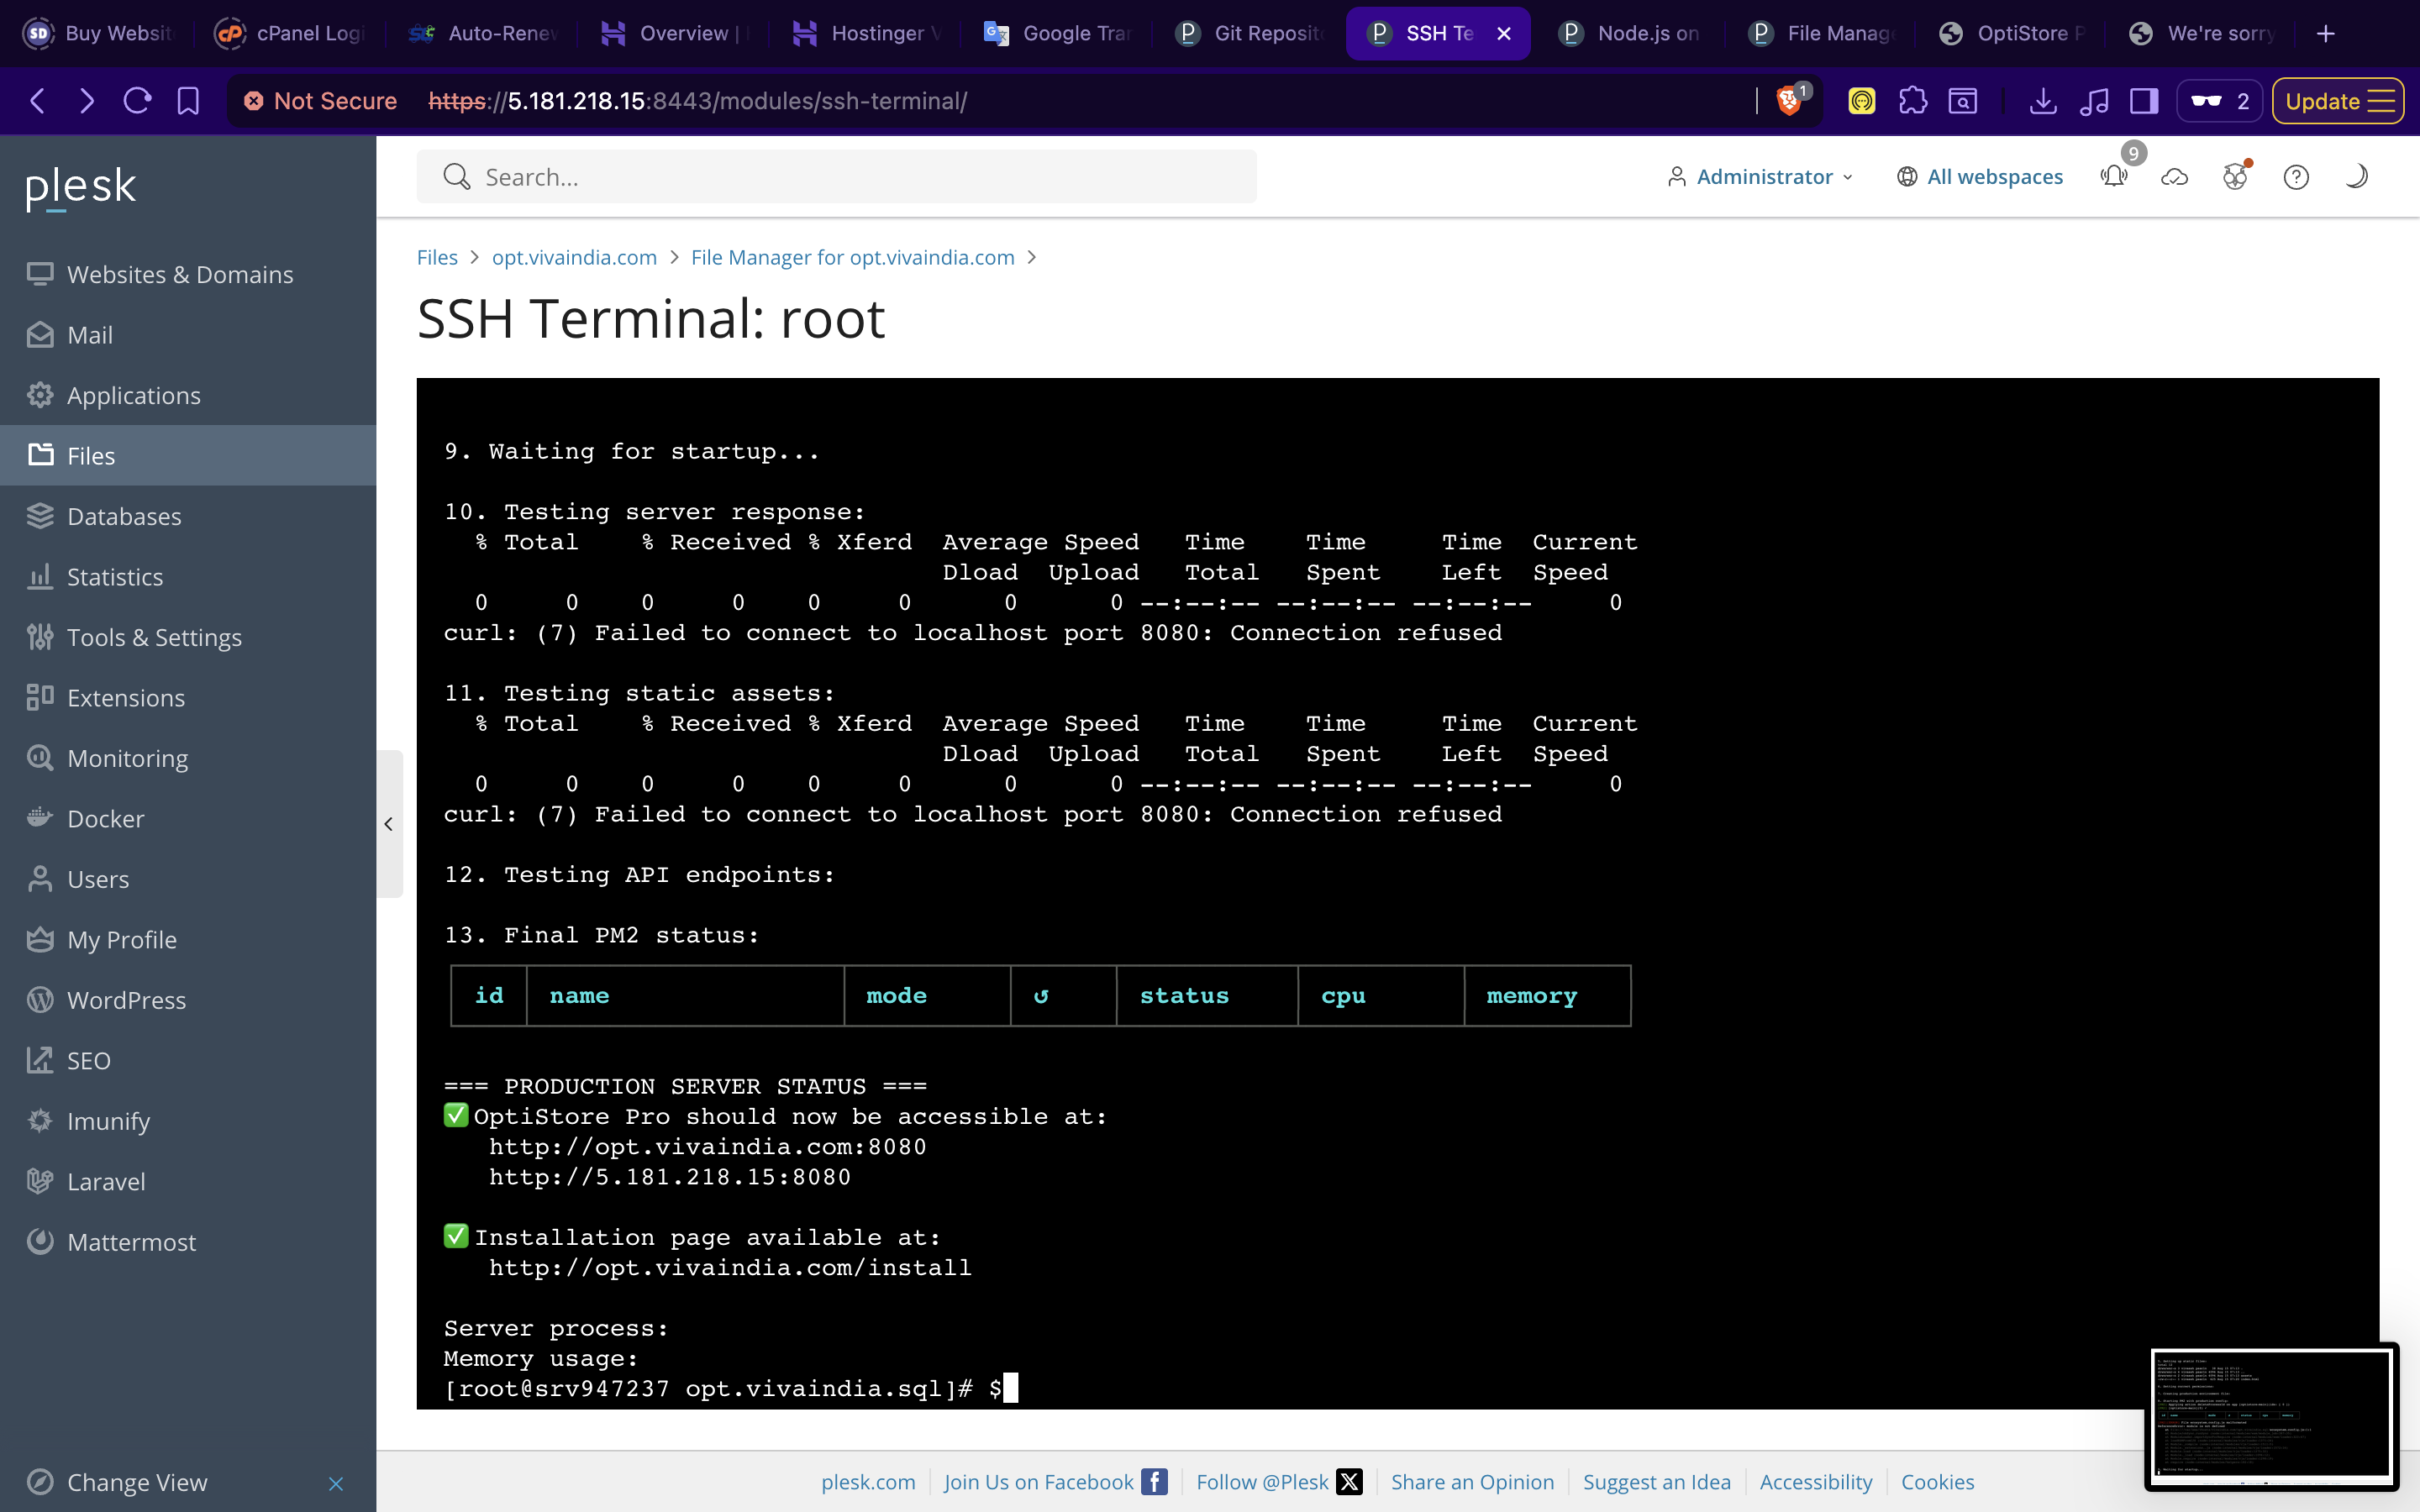 Buy Websit
cPanel Logi
Auto-Renew
Overview |
Hostinger V
Google Tran
Git Reposit
SSH Te
Node.js on
File Manag
OptiStore P
We're sorry
Not Secure
https://5.181.218.15:8443/modules/ssh-terminal/
1
2
Update
plesk
Search...
Administrator
All webspaces
9
Websites & Domains
Mail
Applications
Files
Databases
Statistics
Tools & Settings
Extensions
Monitoring
Docker
Users
My Profile
WordPress
SEO
Imunify
Laravel
Mattermost
Change View
Files > opt.vivaindia.com > File Manager for opt.vivaindia.com >
SSH Terminal: root
9. Waiting for startup...
10. Testing server response:
% Total % Received % Xferd Average Speed Time Time Time Current
Dload Upload Total Spent Left Speed
0 0 0 0 0 0 0 0 --:--:-- --:--:-- --:--:-- 0
curl: (7) Failed to connect to localhost port 8080: Connection refused
11. Testing static assets:
% Total % Received % Xferd Average Speed Time Time Time Current
Dload Upload Total Spent Left Speed
0 0 0 0 0 0 0 0 --:--:-- --:--:-- --:--:-- 0
curl: (7) Failed to connect to localhost port 8080: Connection refused
12. Testing API endpoints:
13. Final PM2 status:
id name mode ↺ status cpu memory
=== PRODUCTION SERVER STATUS ===
✅ OptiStore Pro should now be accessible at:
http://opt.vivaindia.com:8080
http://5.181.218.15:8080
✅ Installation page available at:
http://opt.vivaindia.com/install
Server process:
Memory usage:
[root@srv947237 opt.vivaindia.sql]# $
plesk.com
Join Us on Facebook
Follow @Plesk
Share an Opinion
Suggest an Idea
Accessibility
Cookies